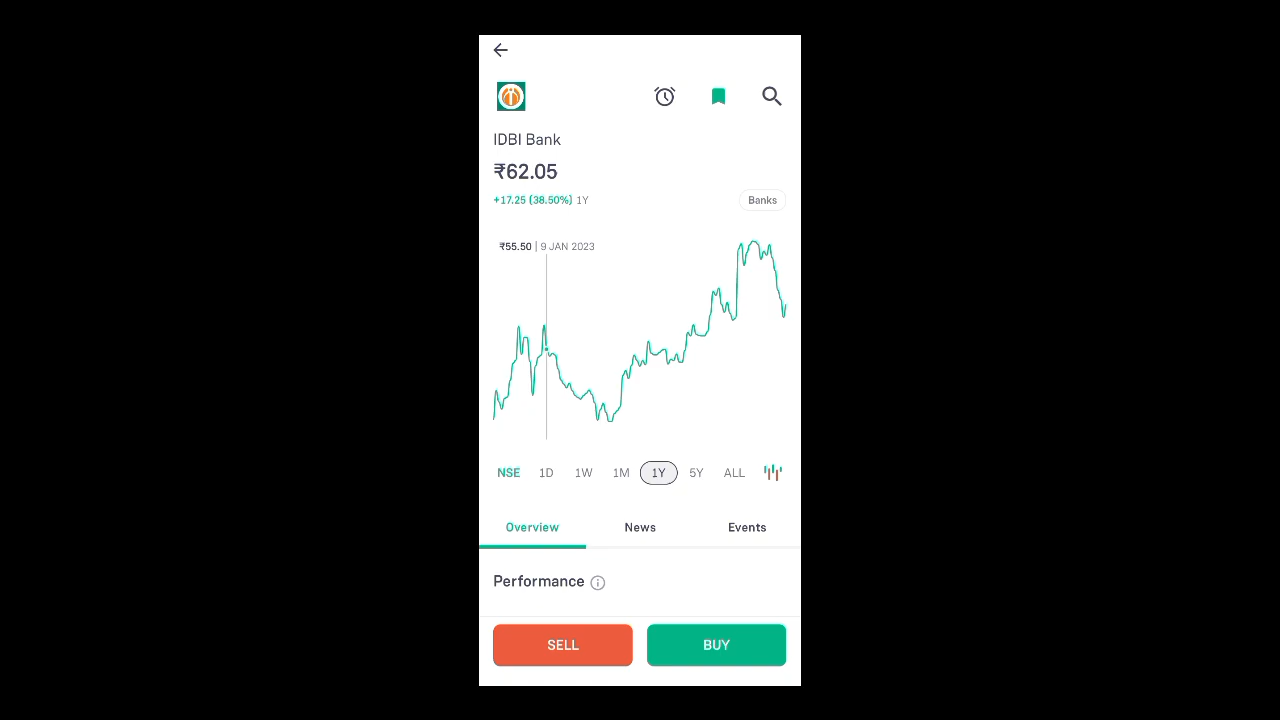 IDBI Bank
₹62.05
+17.25 (38.50%) 1Y
Banks
₹55.50 | 9 JAN 2023
NSE 1D 1W 1M 1Y 5Y ALL
Overview News Events
Performance
SELL BUY